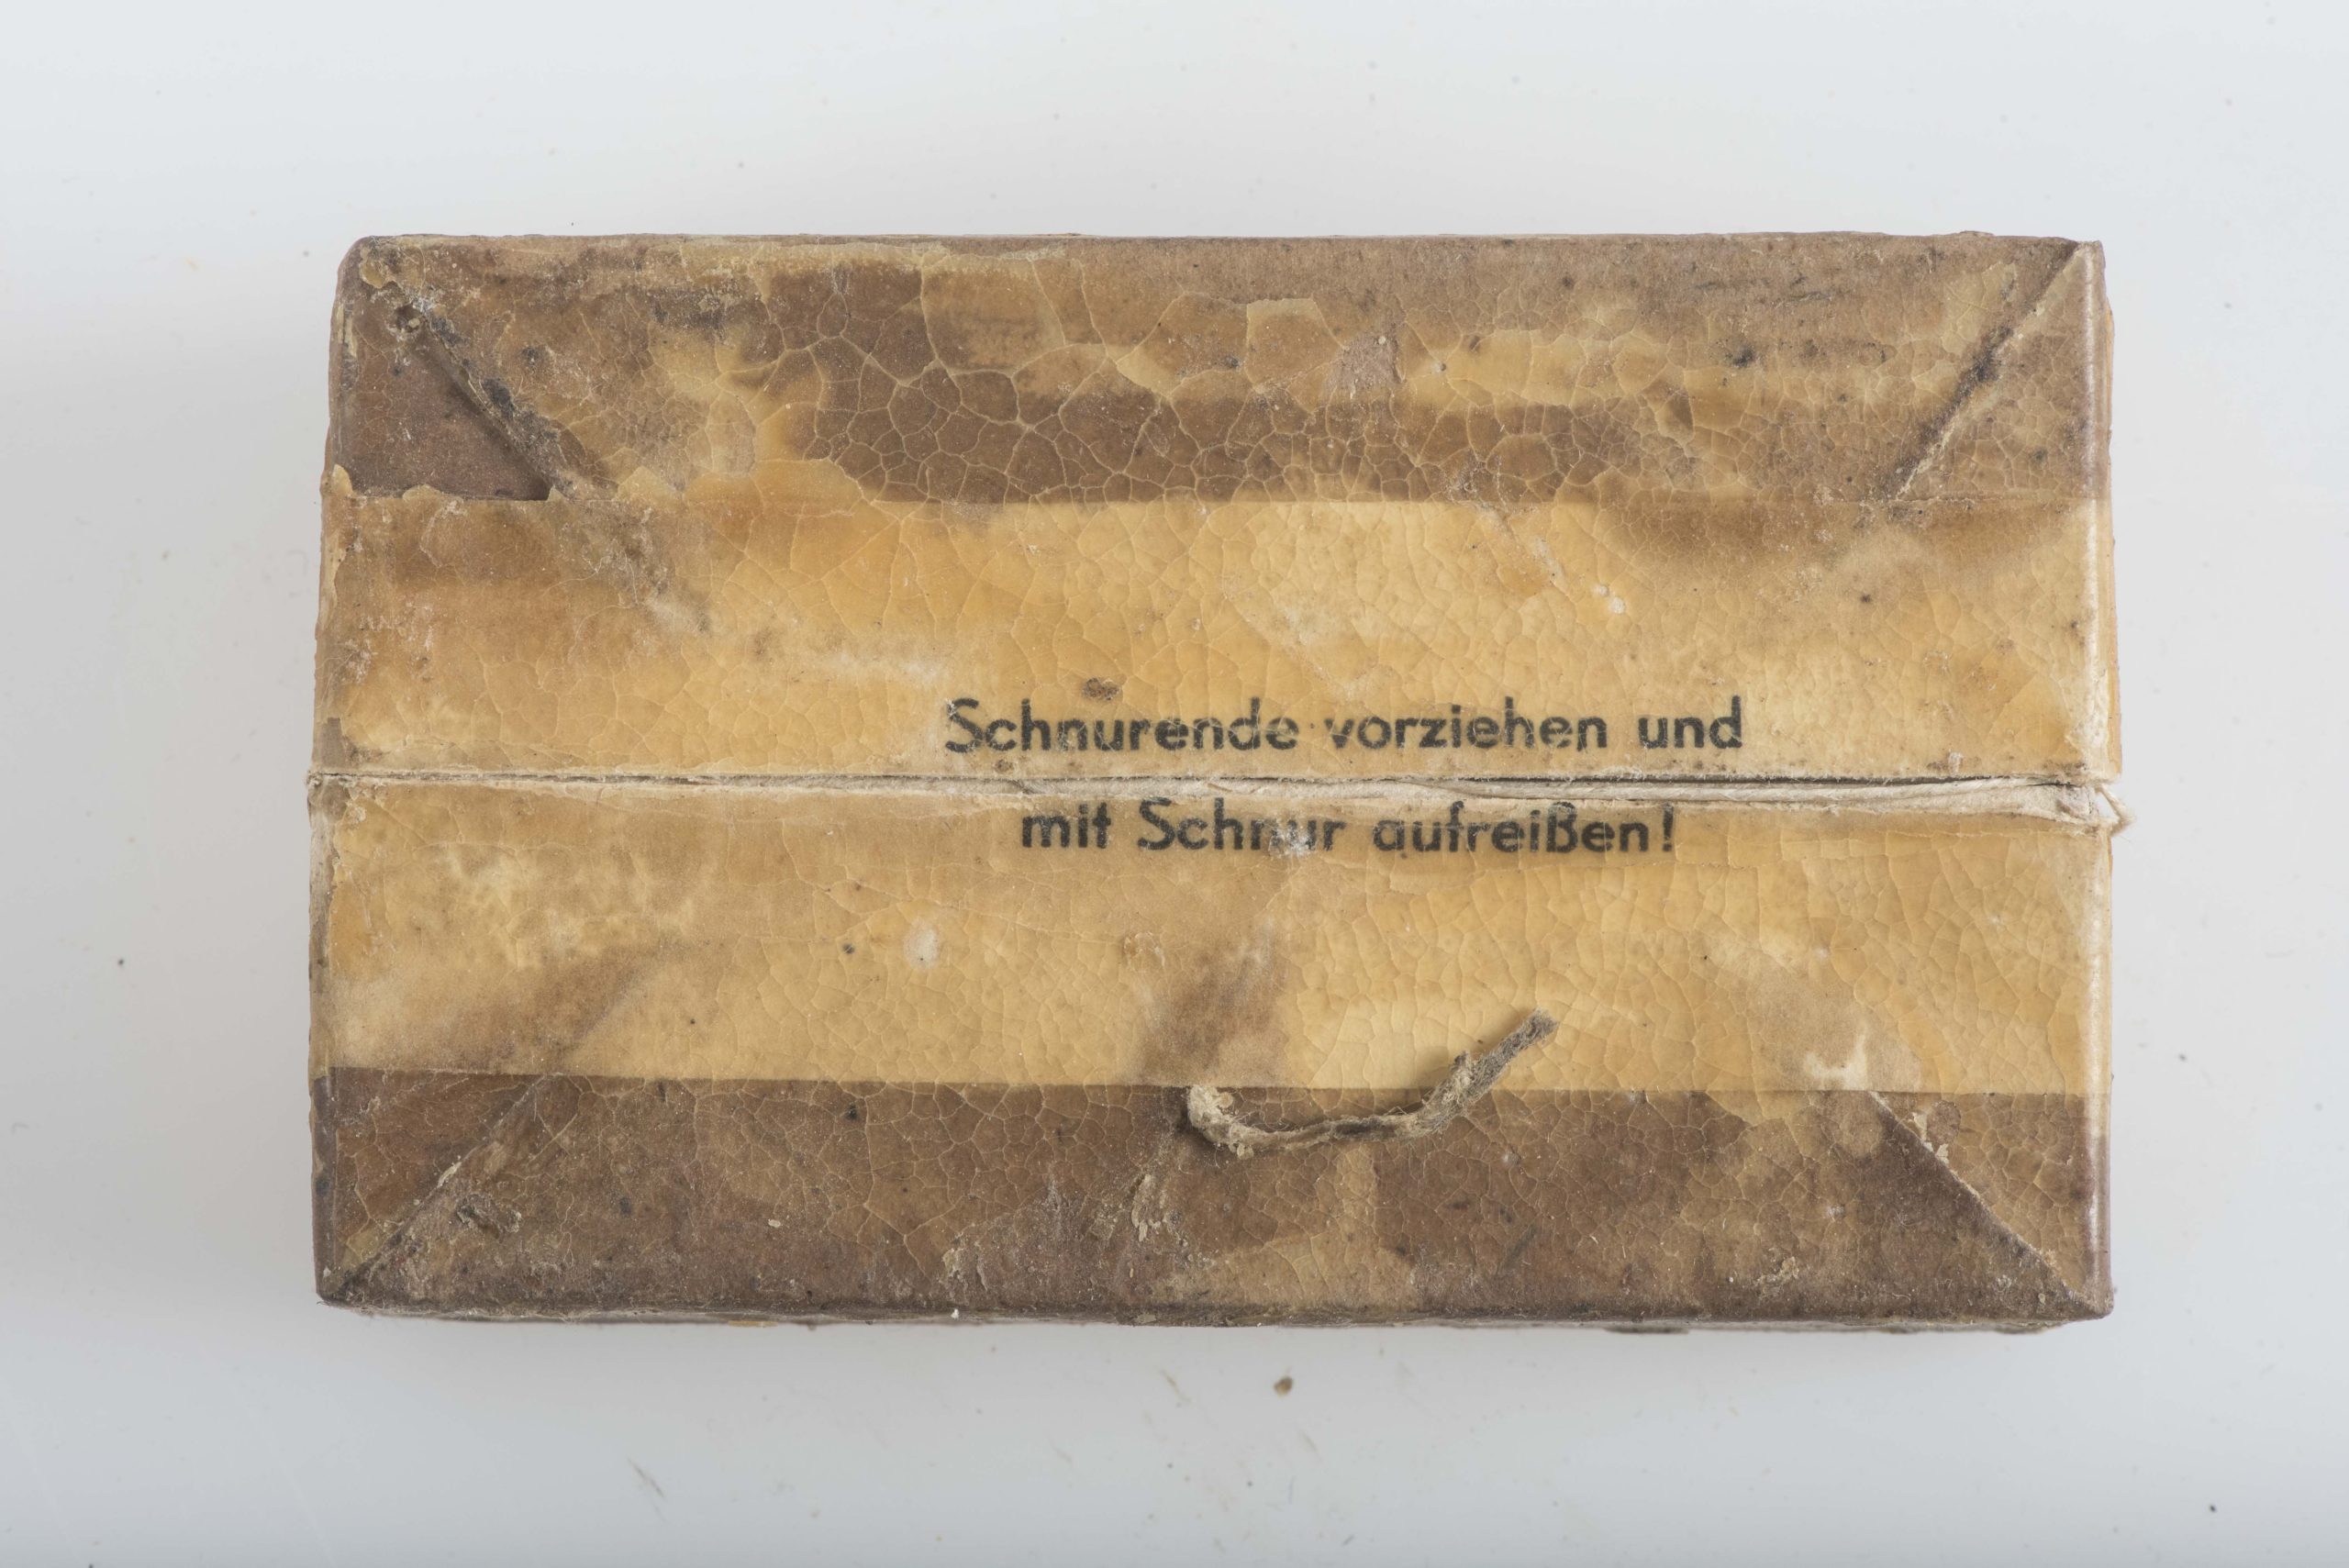 Schnurende vorziehen und
mit Schnur aufreißen!